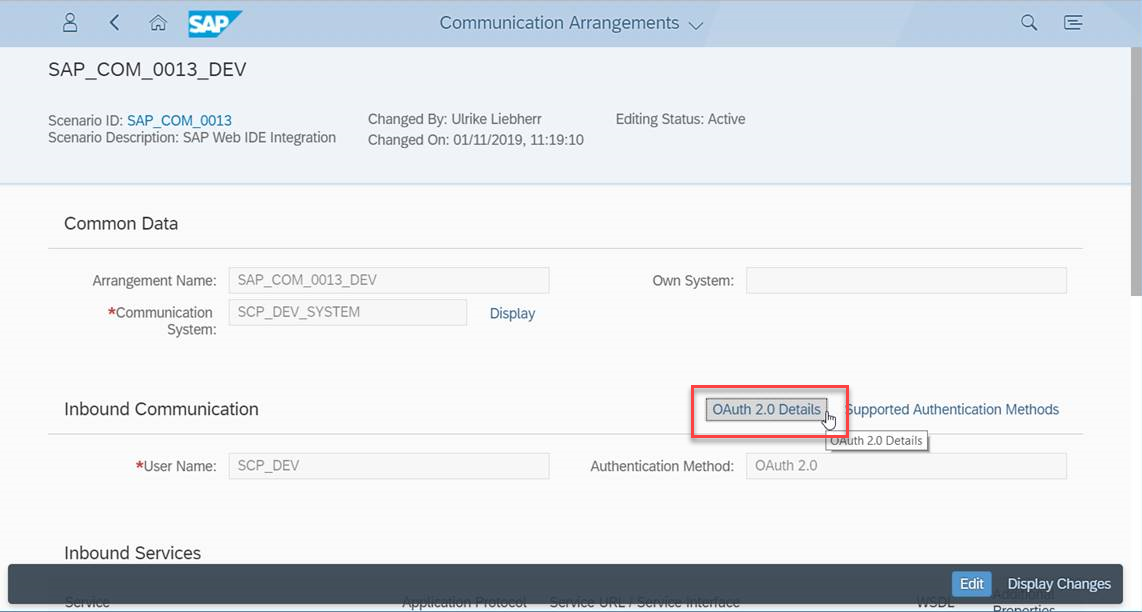 SAP Communication Arrangements
SAP_COM_0013_DEV
Scenario ID: SAP_COM_0013
Scenario Description: SAP Web IDE Integration
Changed By: Ulrike Liebherr
Changed On: 01/11/2019, 11:19:10
Editing Status: Active
Common Data
Arrangement Name: SAP_COM_0013_DEV
Own System:
*Communication System: SCP_DEV_SYSTEM Display
Inbound Communication
OAuth 2.0 Details
Supported Authentication Methods
OAuth 2.0 Details
*User Name: SCP_DEV
Authentication Method: OAuth 2.0
Inbound Services
Edit Display Changes
Service Application Protocol Service URL / Service Interface WSDL Additional Properties